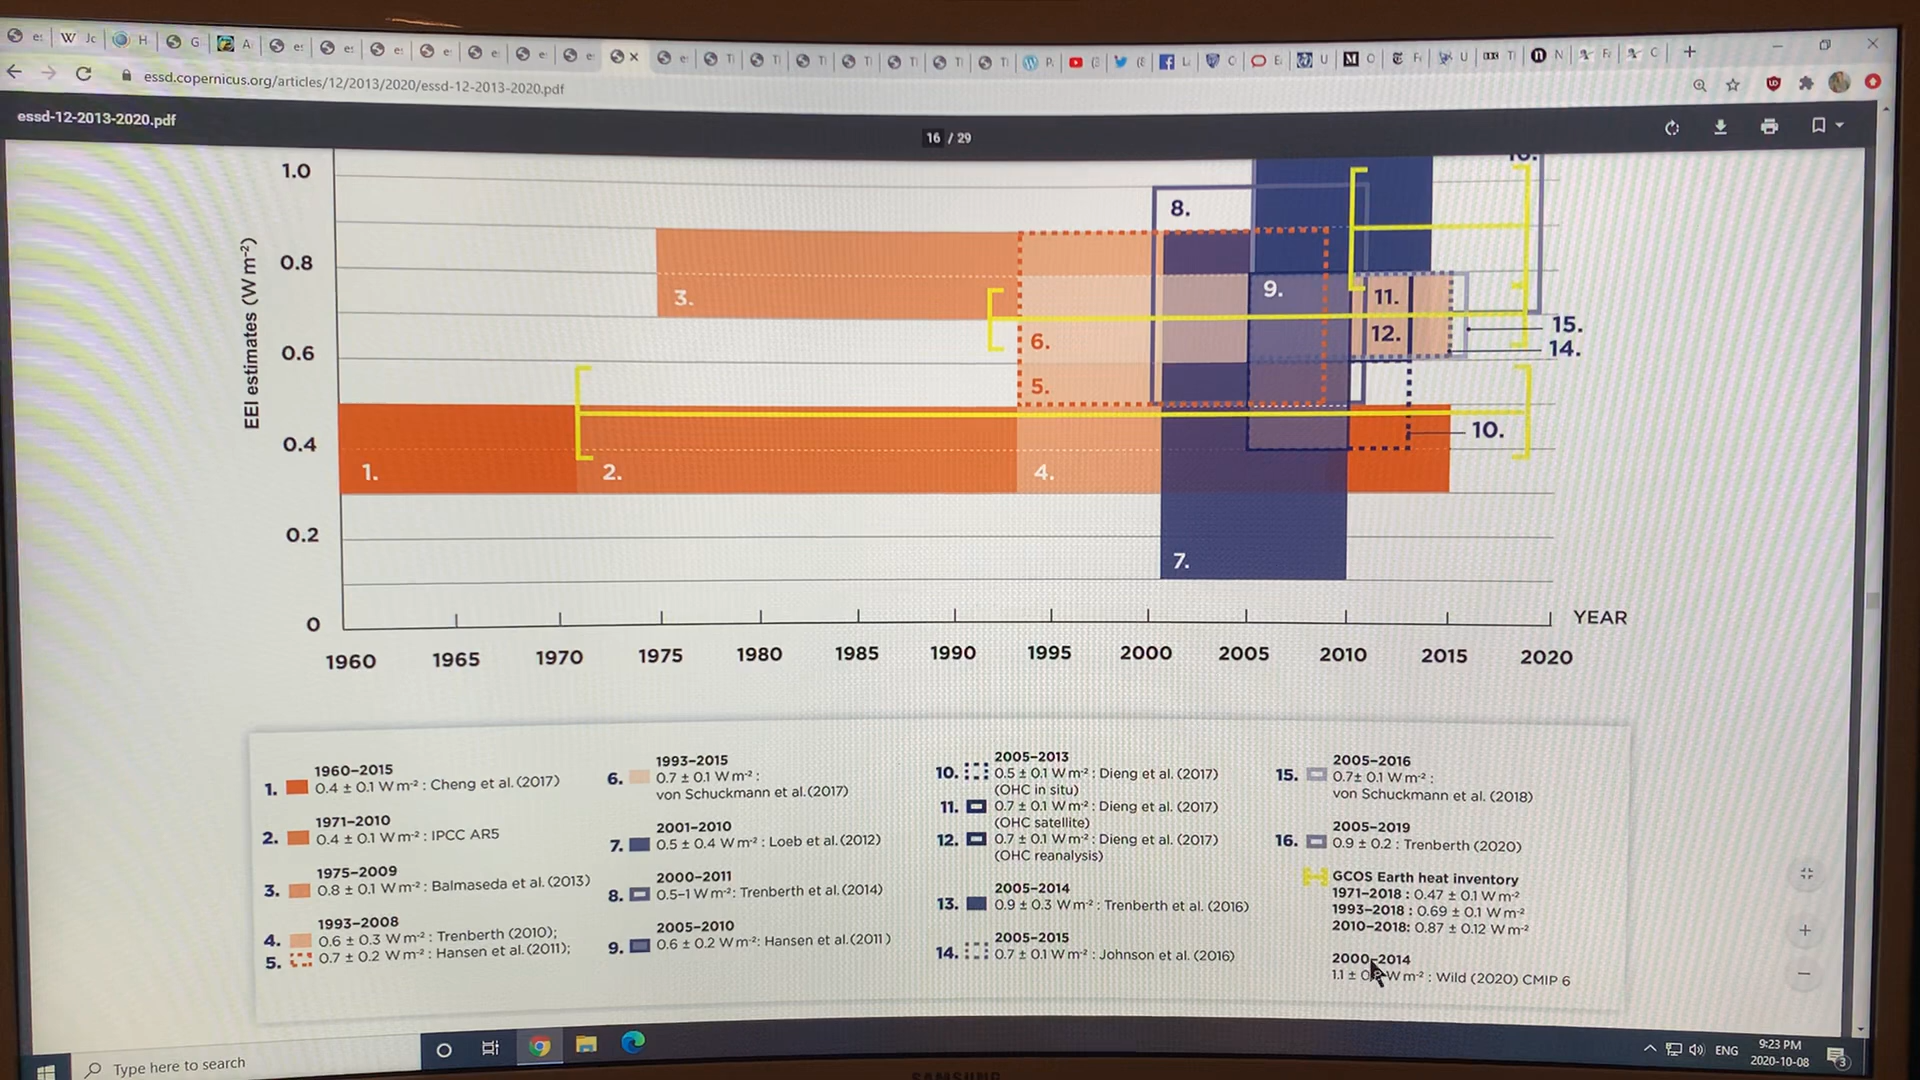 essd.copernicus.org/articles/12/2013/2020/essd-12-2013-2020.pdf
essd-12-2013-2020.pdf
16 / 29
EEI estimates (W m-2)
1.0
0.8
0.6
0.4
0.2
0
8.
3.
9.
11.
6.
12.
15.
14.
5.
10.
1.
2.
4.
7.
YEAR
1960 1965 1970 1975 1980 1985 1990 1995 2000 2005 2010 2015 2020
1. 1960–2015
0.4 ± 0.1 W m-2 : Cheng et al. (2017)
2. 1971–2010
0.4 ± 0.1 W m-2 : IPCC AR5
3. 1975–2009
0.8 ± 0.1 W m-2 : Balmaseda et al. (2013)
1993–2008
4. 0.6 ± 0.3 W m-2 : Trenberth (2010);
5. 0.7 ± 0.2 W m-2 : Hansen et al. (2011);
6. 1993–2015
0.7 ± 0.1 W m-2 :
von Schuckmann et al. (2017)
7. 2001–2010
0.5 ± 0.4 W m-2 : Loeb et al. (2012)
8. 2000–2011
0.5–1 W m-2: Trenberth et al. (2014)
9. 2005–2010
0.6 ± 0.2 W m-2: Hansen et al. (2011)
2005–2013
10. 0.5 ± 0.1 W m-2 : Dieng et al. (2017)
(OHC in situ)
11. 0.7 ± 0.1 W m-2 : Dieng et al. (2017)
(OHC satellite)
12. 0.7 ± 0.1 W m-2 : Dieng et al. (2017)
(OHC reanalysis)
13. 2005–2014
0.9 ± 0.3 W m-2 : Trenberth et al. (2016)
14. 2005–2015
0.7 ± 0.1 W m-2 : Johnson et al. (2016)
15. 2005–2016
0.7± 0.1 W m-2 :
von Schuckmann et al. (2018)
16. 2005–2019
0.9 ± 0.2 : Trenberth (2020)
GCOS Earth heat inventory
1971–2018 : 0.47 ± 0.1 W m-2
1993–2018 : 0.69 ± 0.1 W m-2
2010–2018: 0.87 ± 0.12 W m-2
2000–2014
1.1 ± W m-2 : Wild (2020) CMIP 6
Type here to search
ENG
9:23 PM
2020-10-08
3
SAMSUNG